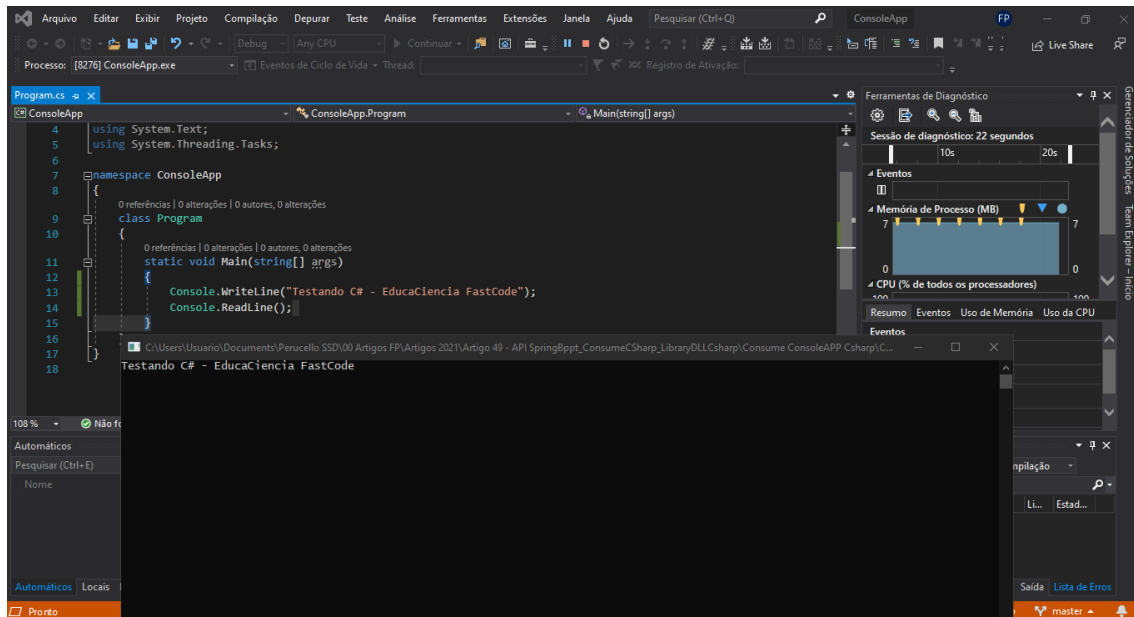 Arquivo Editar Exibir Projeto Compilação Depurar Teste Análise Ferramentas Extensões Janela Ajuda Pesquisar (Ctrl+Q) ConsoleApp FP
Debug Any CPU Continuar Live Share
Processo: [8276] ConsoleApp.exe Eventos de Ciclo de Vida Thread: Registro de Ativação:
Program.cs
ConsoleApp ConsoleApp.Program Main(string[] args)
4 using System.Text;
5 using System.Threading.Tasks;
6
7 namespace ConsoleApp
8 {
0 referências | 0 alterações | 0 autores, 0 alterações
9 class Program
10 {
0 referências | 0 alterações | 0 autores, 0 alterações
11 static void Main(string[] args)
12 {
13 Console.WriteLine("Testando C# - EducaCiencia FastCode");
14 Console.ReadLine();
15 }
16
17 }
18
108 % Não
Ferramentas de Diagnóstico
Sessão de diagnóstico: 22 segundos
10s 20s
Eventos
Memória de Processo (MB)
7 7
0 0
CPU (% de todos os processadores)
100 100
Resumo Eventos Uso de Memória Uso da CPU
Eventos
Gerenciador de Soluções
Team Explorer – Início
C:\Users\Usuario\Documents\Perucello SSD\00 Artigos FP\Artigos 2021\Artigo 49 - API SpringBppt_ConsumeCSharp_LibraryDLLCsharp\Consume ConsoleAPP Csharp\C...
Testando C# - EducaCiencia FastCode
Automáticos
Pesquisar (Ctrl+E)
Nome
Li... Estad...
Automáticos Locais
Saída Lista de Erros
Pronto
master